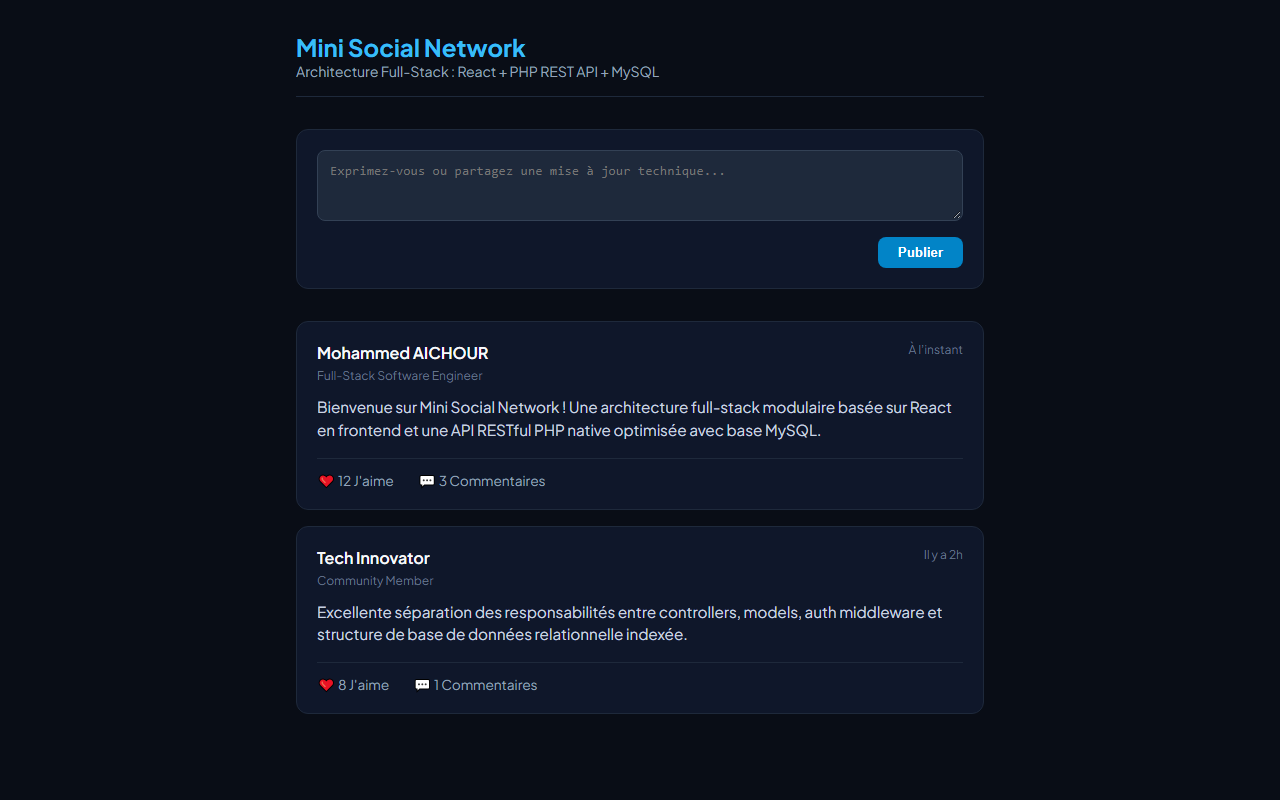 Mini Social Network
Architecture Full-Stack : React + PHP REST API + MySQL
Exprimez-vous ou partagez une mise à jour technique...
Publier
Mohammed AICHOUR
À l'instant
Full-Stack Software Engineer
Bienvenue sur Mini Social Network ! Une architecture full-stack modulaire basée sur React
en frontend et une API RESTful PHP native optimisée avec base MySQL.
12 J'aime
3 Commentaires
Tech Innovator
Il y a 2h
Community Member
Excellente séparation des responsabilités entre controllers, models, auth middleware et
structure de base de données relationnelle indexée.
8 J'aime
1 Commentaires